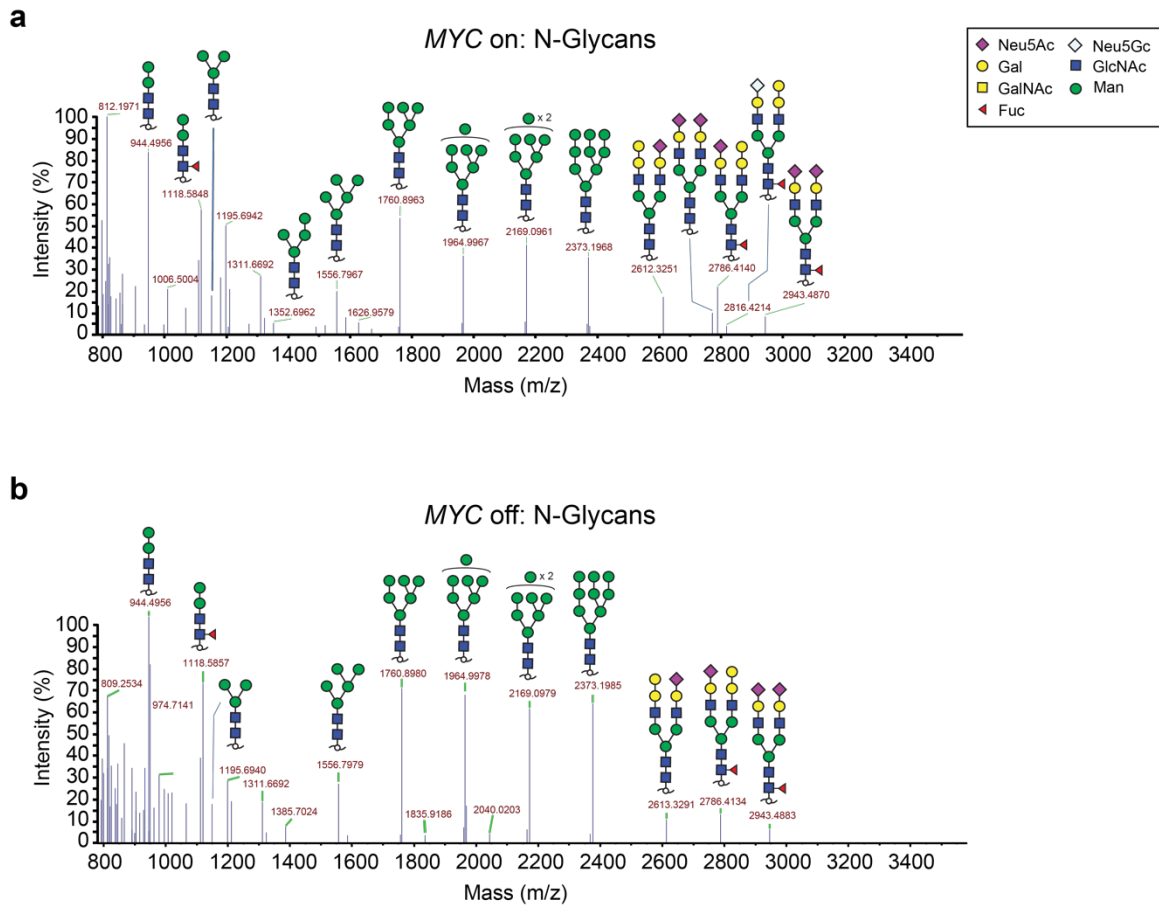 a
MYC on: N-Glycans
Neu5Ac
Neu5Gc
Gal
GlcNAc
GalNAc
Man
Fuc
Intensity (%)
100
90
80
70
60
50
40
30
20
10
0
812.1971
944.4956
1118.5848
1195.6942
1006.5004
1311.6692
1352.6962
1556.7967
1626.9579
1760.8963
1964.9967
x 2
2169.0961
2373.1968
2612.3251
2786.4140
2816.4214
2943.4870
800 1000 1200 1400 1600 1800 2000 2200 2400 2600 2800 3000 3200 3400
Mass (m/z)
b
MYC off: N-Glycans
Intensity (%)
100
90
80
70
60
50
40
30
20
10
0
809.2534
944.4956
974.7141
1118.5857
1195.6940
1311.6692
1385.7024
1556.7979
1760.8980
1835.9186
1964.9978
2040.0203
x 2
2169.0979
2373.1985
2613.3291
2786.4134
2943.4883
800 1000 1200 1400 1600 1800 2000 2200 2400 2600 2800 3000 3200 3400
Mass (m/z)